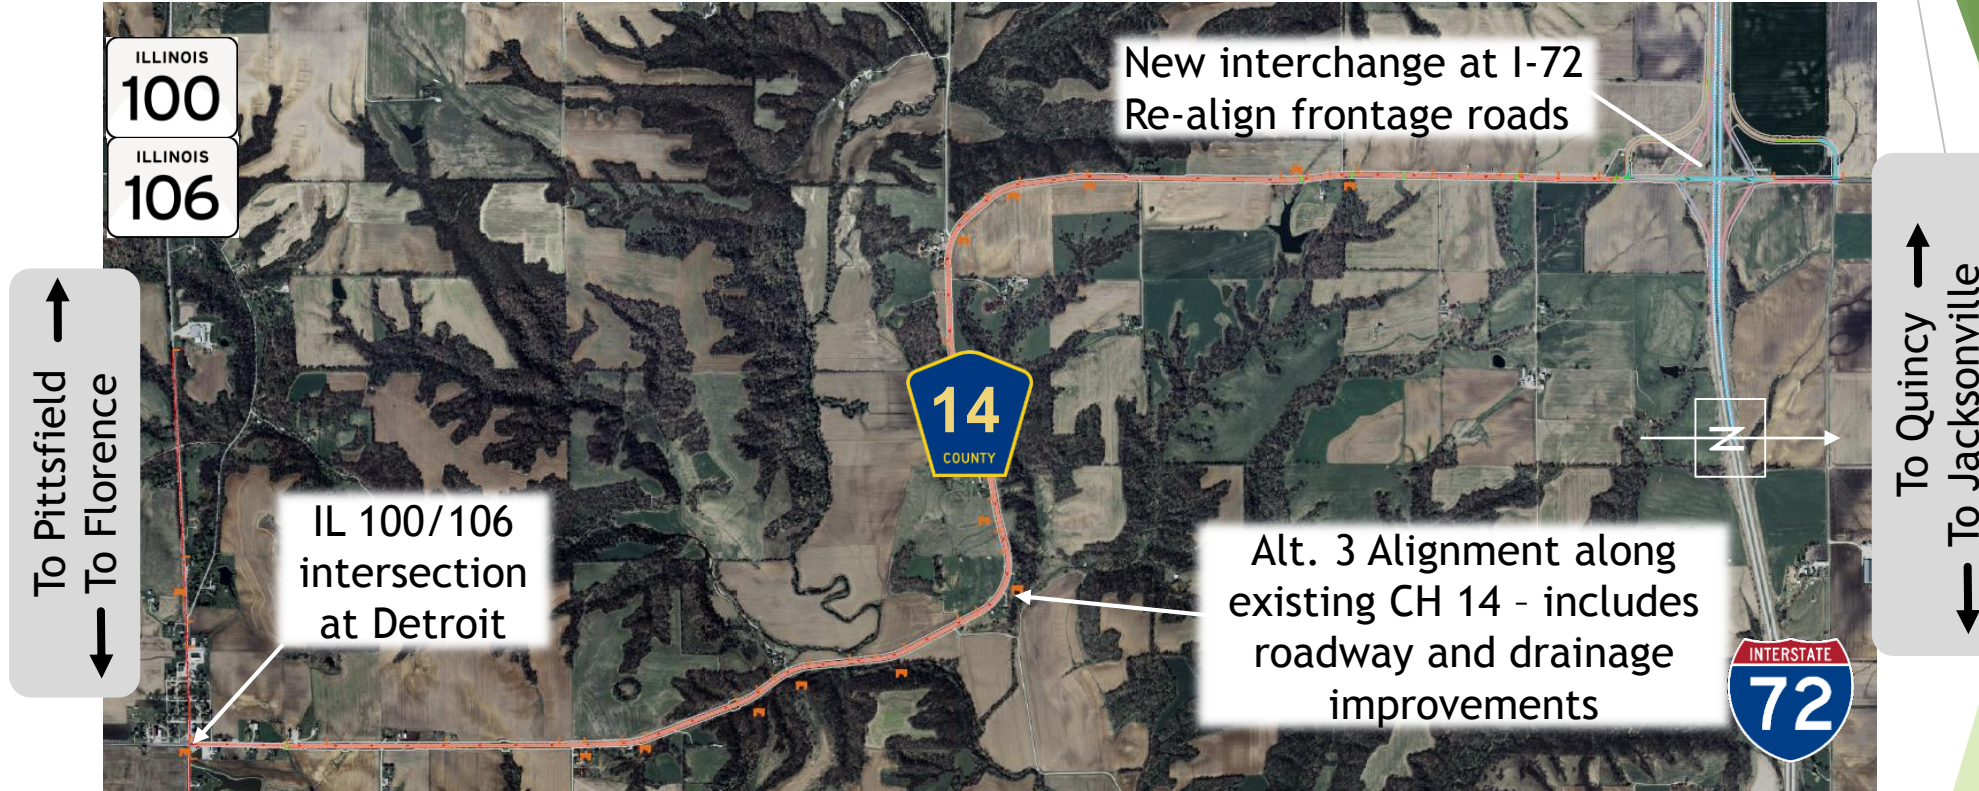 ILLINOIS
100
ILLINOIS
106
New interchange at I-72
Re-align frontage roads
To Pittsfield
To Florence
IL 100/106
intersection
at Detroit
14
COUNTY
Alt. 3 Alignment along
existing CH 14 – includes
roadway and drainage
improvements
N
INTERSTATE
72
To Quincy
To Jacksonville